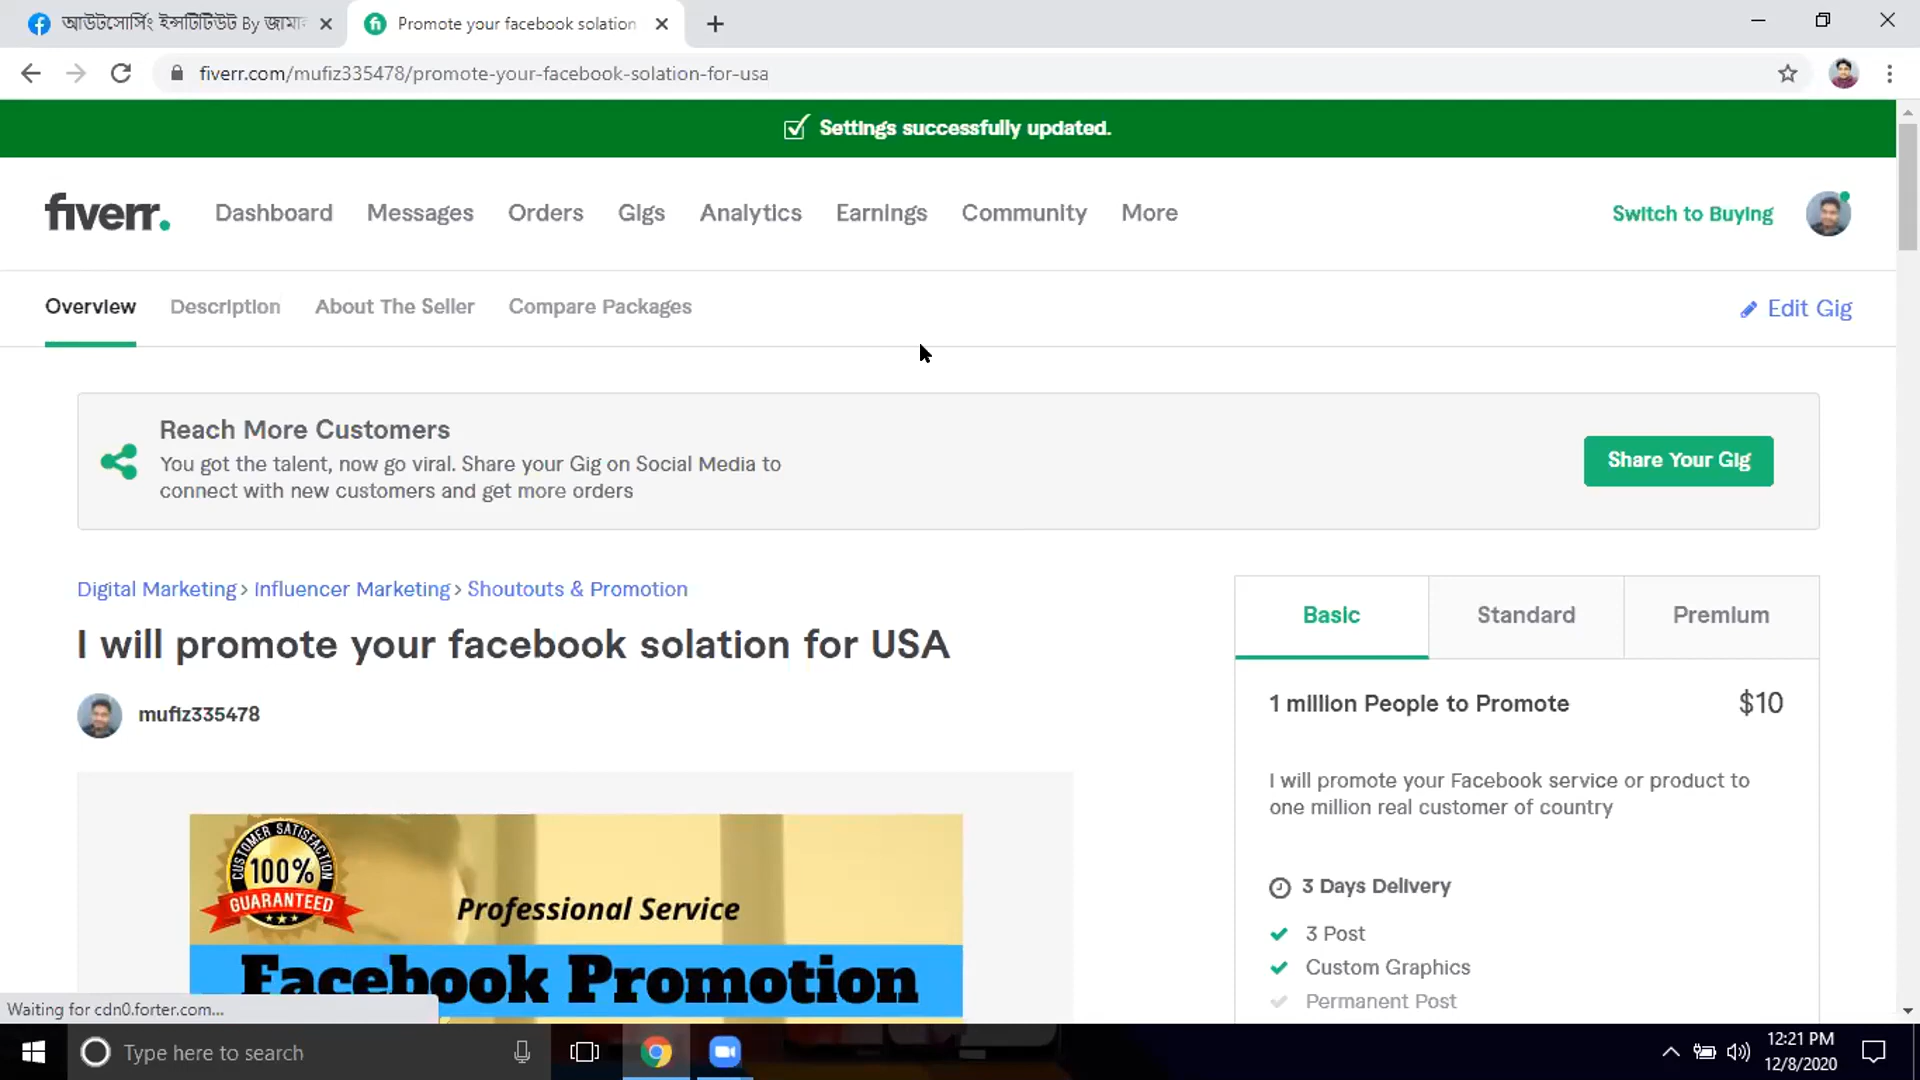 আউটসোর্সিং ইন্সটিটিউট By
Promote your facebook solation
fiverr.com/mufiz335478/promote-your-facebook-solation-for-usa
Settings successfully updated.
fiverr.
Dashboard
Messages
Orders
Gigs
Analytics
Earnings
Community
More
Switch to Buying
Overview
Description
About The Seller
Compare Packages
Edit Gig
Reach More Customers
You got the talent, now go viral. Share your Gig on Social Media to
connect with new customers and get more orders
Share Your Gig
Digital Marketing > Influencer Marketing > Shoutouts & Promotion
I will promote your facebook solation for USA
mufiz335478
Basic
Standard
Premium
1 million People to Promote
$10
I will promote your Facebook service or product to
one million real customer of country
3 Days Delivery
3 Post
Custom Graphics
Permanent Post
CUSTOMER SATISFACTION
100%
GUARANTEED
Professional Service
Facebook Promotion
Waiting for cdn0.forter.com...
Type here to search
12:21 PM
12/8/2020